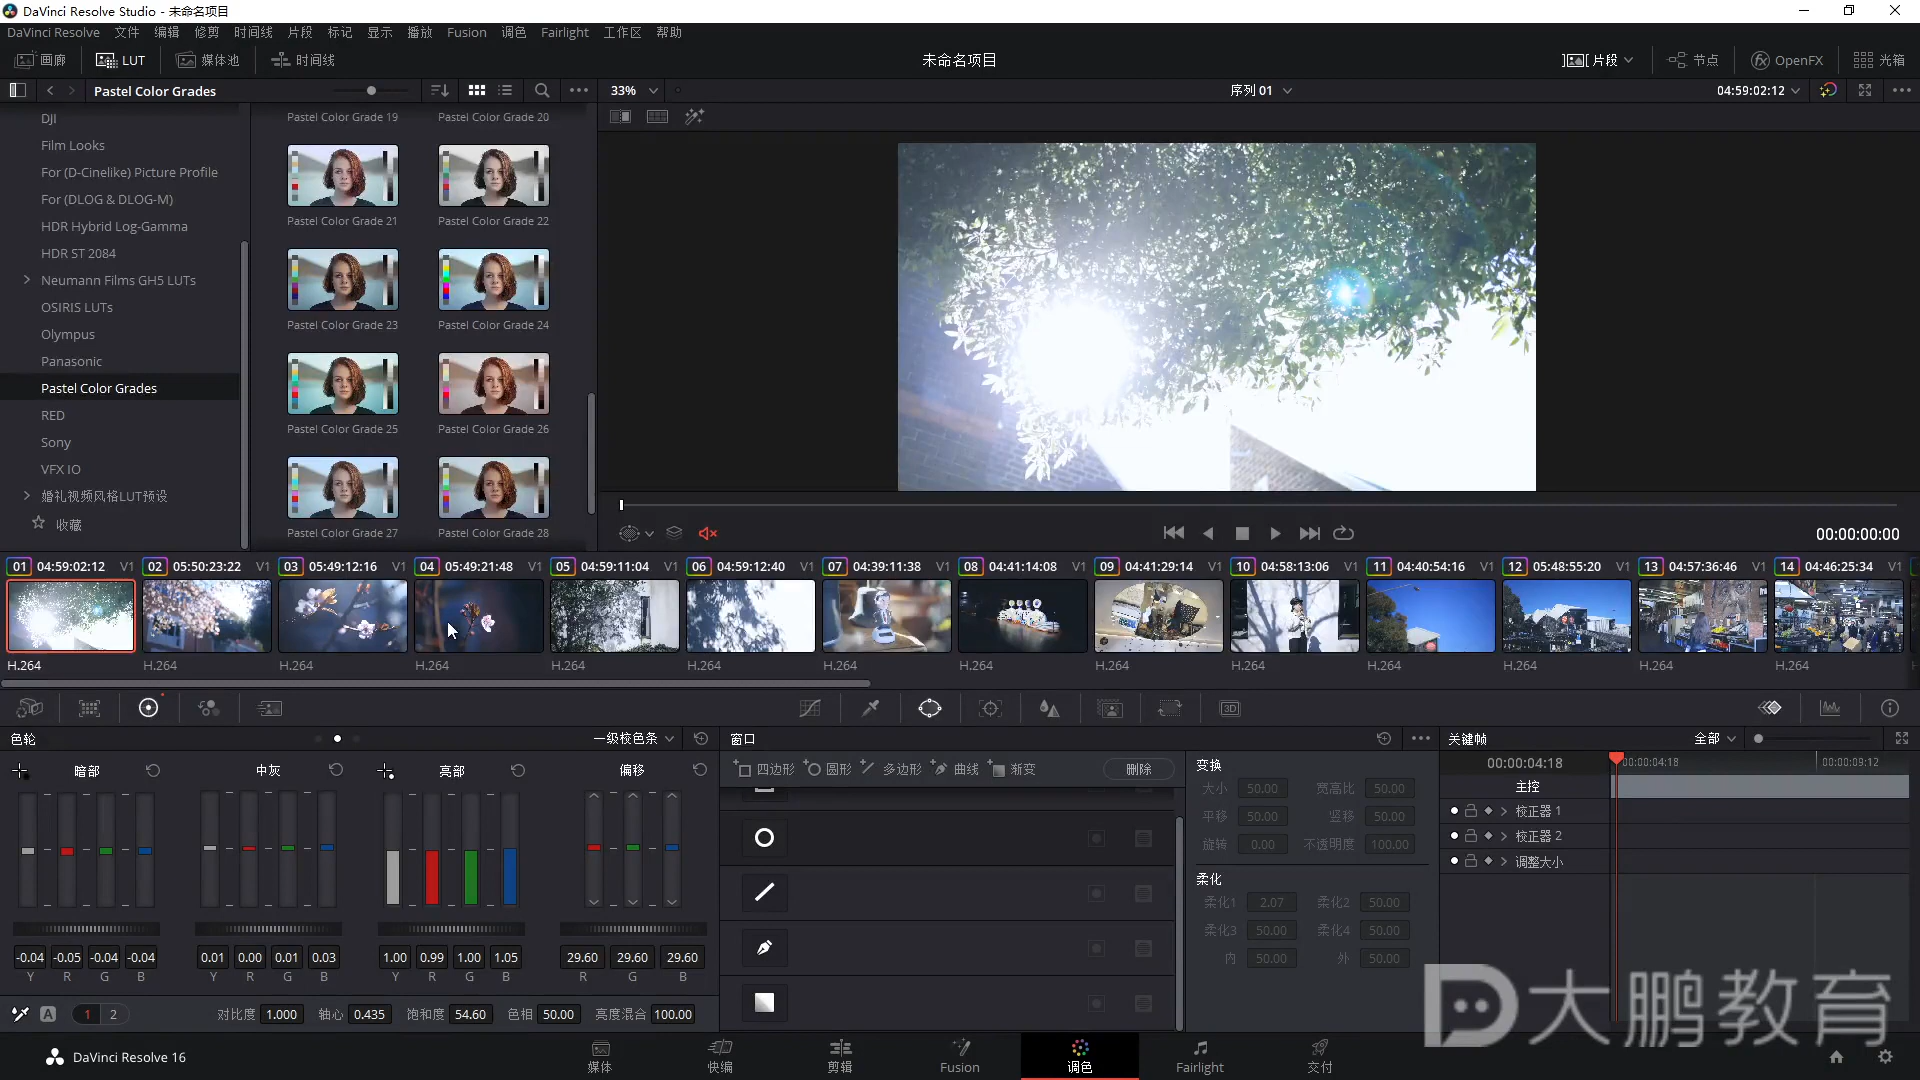 DaVinci Resolve Studio - 未命名项目
DaVinci Resolve 文件 编辑 修剪 时间线 片段 标记 显示 播放 Fusion 调色 Fairlight 工作区 帮助
画廊 LUT 媒体池 时间线 未命名项目 片段 节点 OpenFX 光箱
Pastel Color Grades 33% 序列 01 04:59:02:12
DJI
Film Looks
For (D-Cinelike) Picture Profile
For (DLOG & DLOG-M)
HDR Hybrid Log-Gamma
HDR ST 2084
Neumann Films GH5 LUTs
OSIRIS LUTs
Olympus
Panasonic
Pastel Color Grades
RED
Sony
VFX IO
婚礼视频风格LUT预设
收藏
Pastel Color Grade 19 Pastel Color Grade 20
Pastel Color Grade 21 Pastel Color Grade 22
Pastel Color Grade 23 Pastel Color Grade 24
Pastel Color Grade 25 Pastel Color Grade 26
Pastel Color Grade 27 Pastel Color Grade 28
00:00:00:00
01 04:59:02:12 V1 02 05:50:23:22 V1 03 05:49:12:16 V1 04 05:49:21:48 V1 05 04:59:11:04 V1 06 04:59:12:40 V1 07 04:39:11:38 V1 08 04:41:14:08 V1 09 04:41:29:14 V1 10 04:58:13:06 V1 11 04:40:54:16 V1 12 05:48:55:20 V1 13 04:57:36:46 V1 14 04:46:25:34 V1
H.264 H.264 H.264 H.264 H.264 H.264 H.264 H.264 H.264 H.264 H.264 H.264 H.264 H.264
3D
色轮 一级校色条
暗部 中灰 亮部 偏移
-0.04 -0.05 -0.04 -0.04 0.01 0.00 0.01 0.03 1.00 0.99 1.00 1.05 29.60 29.60 29.60
Y R G B Y R G B Y R G B R G B
A 1 2 对比度 1.000 轴心 0.435 饱和度 54.60 色相 50.00 亮度混合 100.00
窗口
四边形 圆形 多边形 曲线 渐变 删除
变换
大小 50.00 宽高比 50.00
平移 50.00 竖移 50.00
旋转 0.00 不透明度 100.00
柔化
柔化1 2.07 柔化2 50.00
柔化3 50.00 柔化4 50.00
内 50.00 外 50.00
关键帧 全部
00:00:04:18 00:00:04:18 00:00:09:12
主控
校正器 1
校正器 2
调整大小
大鹏教育
DaVinci Resolve 16 媒体 快编 剪辑 Fusion 调色 Fairlight 交付